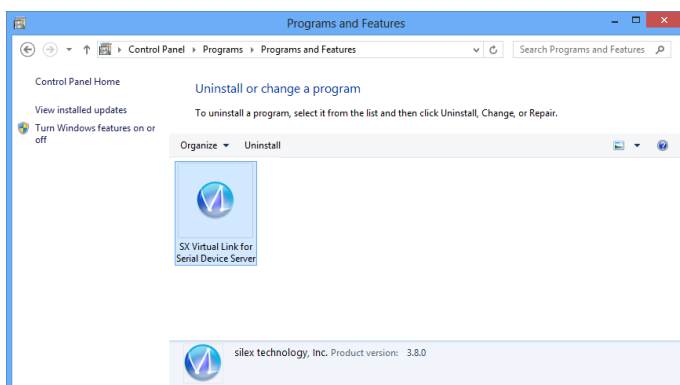 Programs and Features
Control Panel Programs Programs and Features
Search Programs and Features
Control Panel Home
View installed updates
Turn Windows features on or
off
Uninstall or change a program
To uninstall a program, select it from the list and then click Uninstall, Change, or Repair.
Organize Uninstall
SX Virtual Link for
Serial Device Server
silex technology, Inc. Product version: 3.8.0